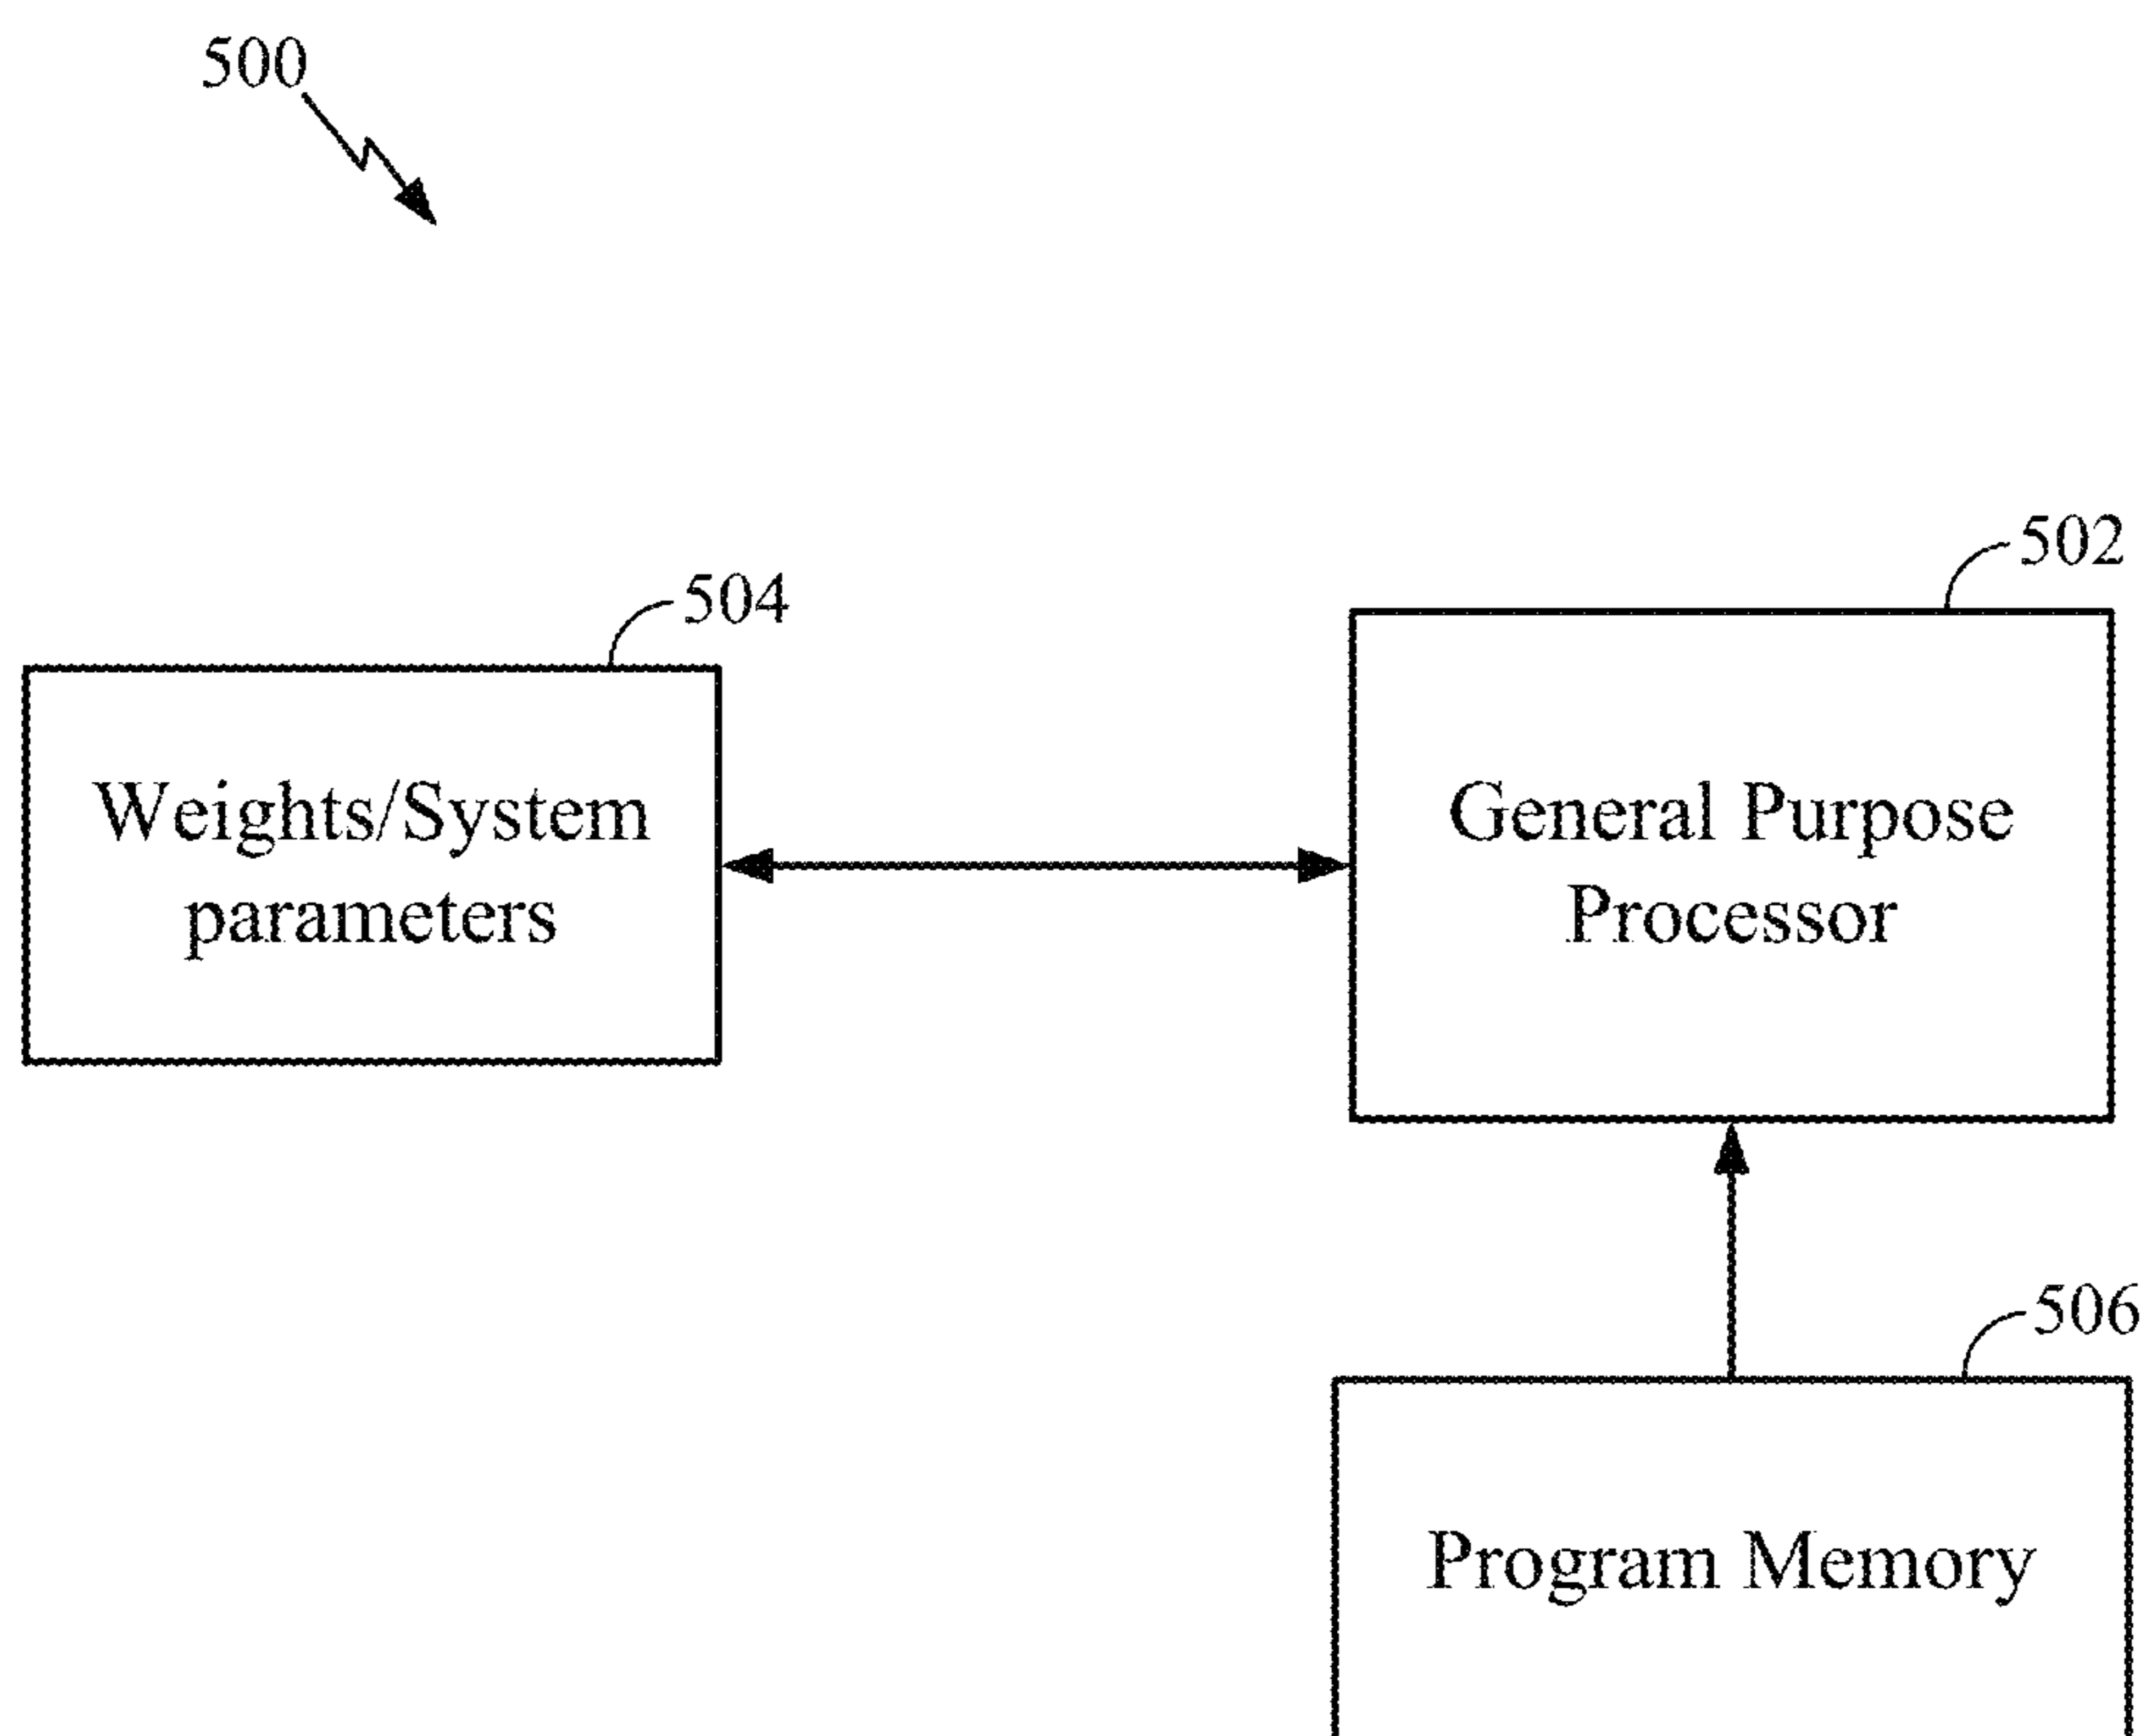 500
502
504
Weights/System
parameters
General Purpose
Processor
506
Program Memory